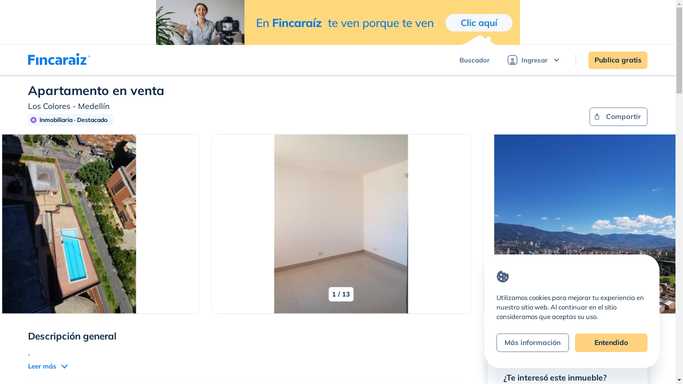 En Fincaraíz te ven porque te ven
Clic aquí
Fincaraíz
Buscador
Ingresar
Publica gratis
Apartamento en venta
Los Colores - Medellín
Inmobiliaria · Destacado
Compartir
1 / 13
Utilizamos cookies para mejorar tu experiencia en
nuestro sitio web. Al continuar en el sitio
consideramos que aceptas su uso.
Más información
Entendido
Descripción general
.
Leer más
¿Te interesó este inmueble?